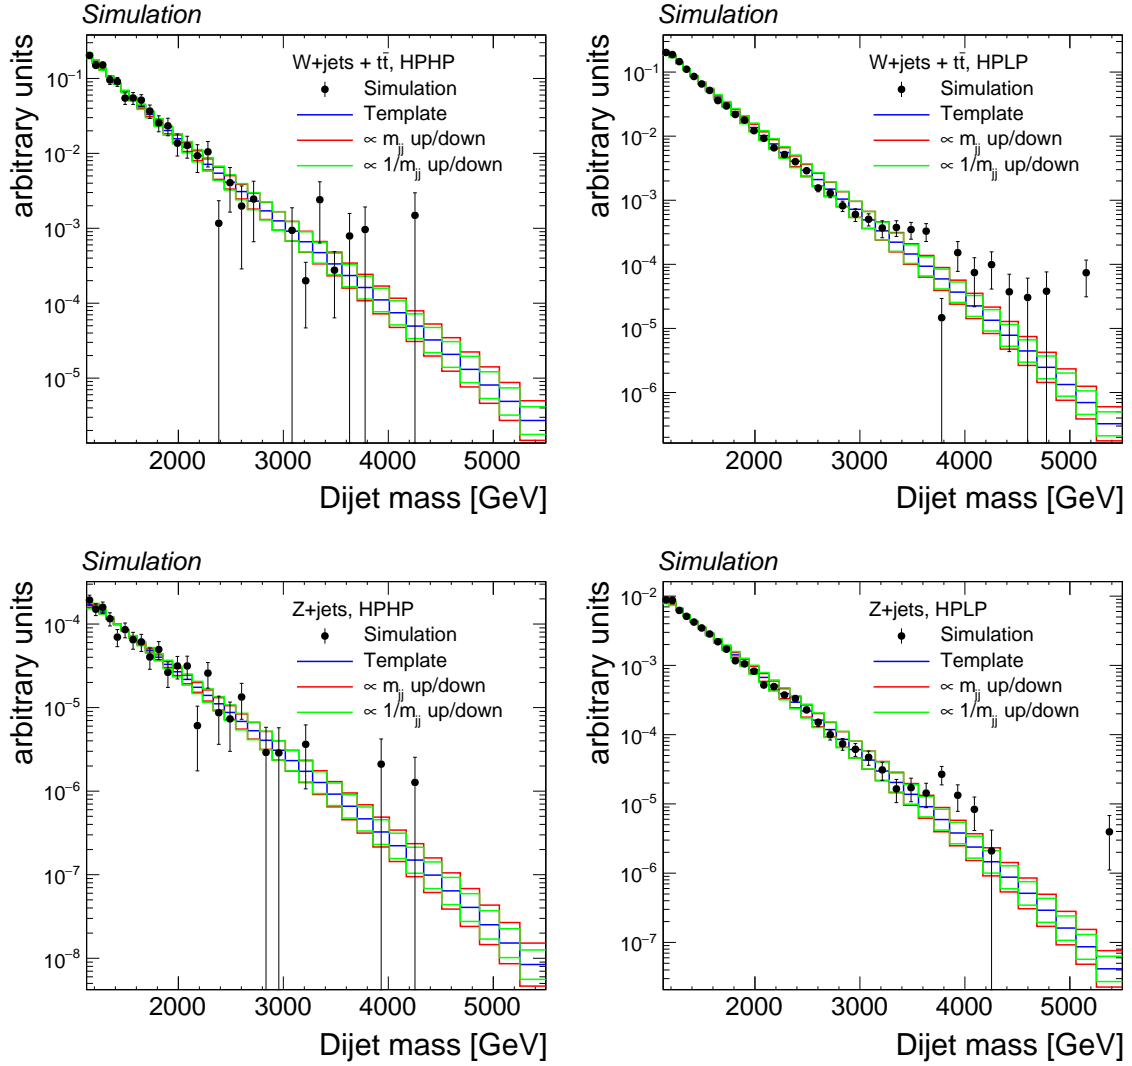 Simulation
arbitrary units
W+jets + tt̄, HPHP
Simulation
Template
∝ m_jj up/down
∝ 1/m_jj up/down
10⁻¹
10⁻²
10⁻³
10⁻⁴
10⁻⁵
2000 3000 4000 5000
Dijet mass [GeV]
Simulation
arbitrary units
W+jets + tt̄, HPLP
Simulation
Template
∝ m_jj up/down
∝ 1/m_jj up/down
10⁻¹
10⁻²
10⁻³
10⁻⁴
10⁻⁵
10⁻⁶
2000 3000 4000 5000
Dijet mass [GeV]
Simulation
arbitrary units
Z+jets, HPHP
Simulation
Template
∝ m_jj up/down
∝ 1/m_jj up/down
10⁻⁴
10⁻⁵
10⁻⁶
10⁻⁷
10⁻⁸
2000 3000 4000 5000
Dijet mass [GeV]
Simulation
arbitrary units
Z+jets, HPLP
Simulation
Template
∝ m_jj up/down
∝ 1/m_jj up/down
10⁻²
10⁻³
10⁻⁴
10⁻⁵
10⁻⁶
10⁻⁷
2000 3000 4000 5000
Dijet mass [GeV]